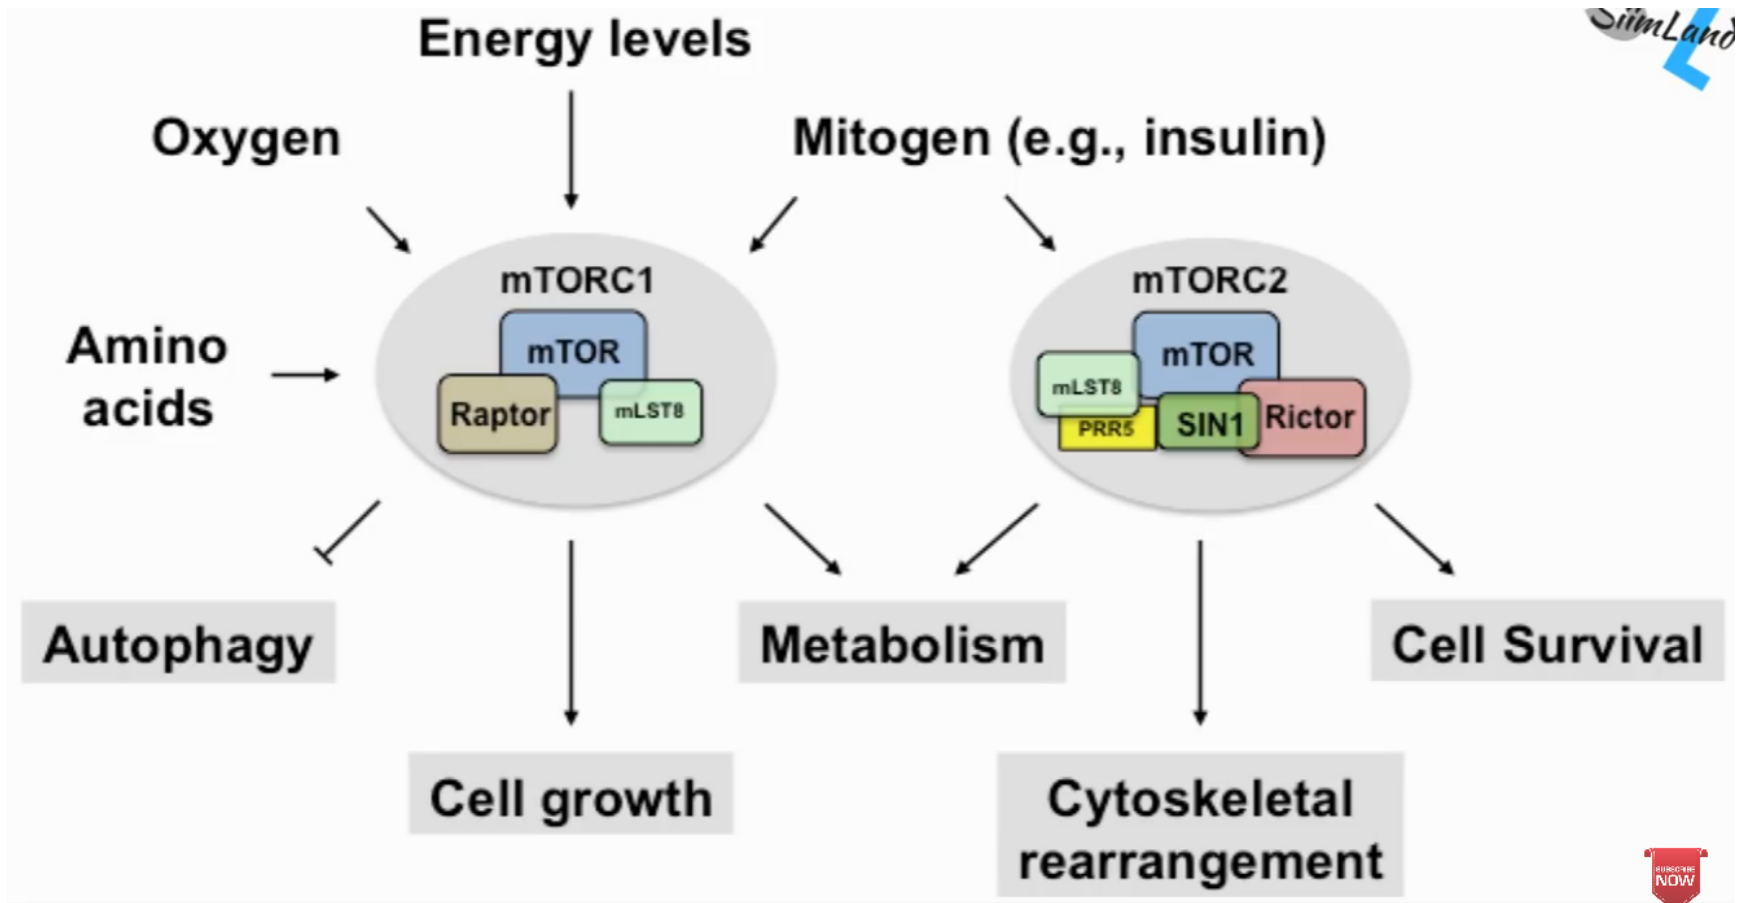 Energy levels
SiimLand
Oxygen
Mitogen (e.g., insulin)
mTORC1
mTORC2
mTOR
mTOR
Amino
acids
Raptor
mLST8
mLST8
PRR5
SIN1
Rictor
Autophagy
Metabolism
Cell Survival
Cell growth
Cytoskeletal
rearrangement
SUBSCRIBE
NOW